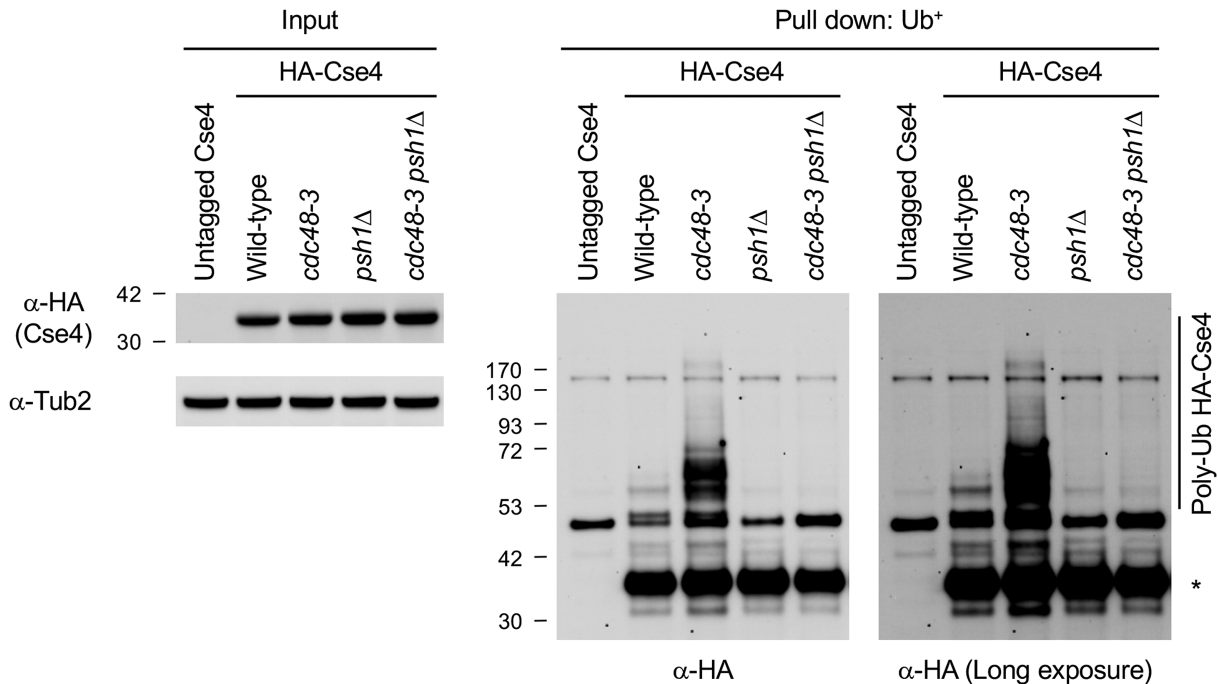 Input
HA-Cse4
Untagged Cse4
Wild-type
cdc48-3
psh1Δ
cdc48-3 psh1Δ
α-HA
(Cse4)
42
30
α-Tub2
Pull down: Ub⁺
HA-Cse4
HA-Cse4
Untagged Cse4
Wild-type
cdc48-3
psh1Δ
cdc48-3 psh1Δ
Untagged Cse4
Wild-type
cdc48-3
psh1Δ
cdc48-3 psh1Δ
170
130
93
72
53
42
30
Poly-Ub HA-Cse4
*
α-HA
α-HA (Long exposure)